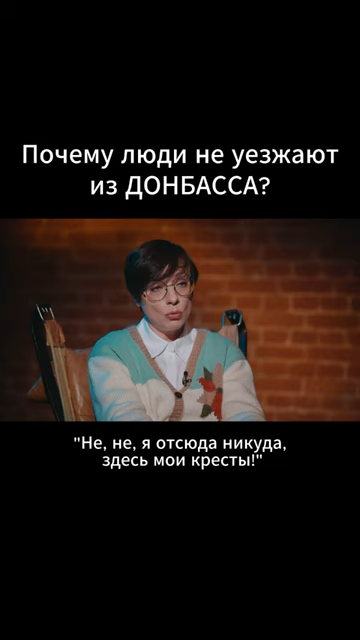 Почему люди не уезжают
из ДОНБАССА?
"Не, не, я отсюда никуда,
здесь мои кресты!"